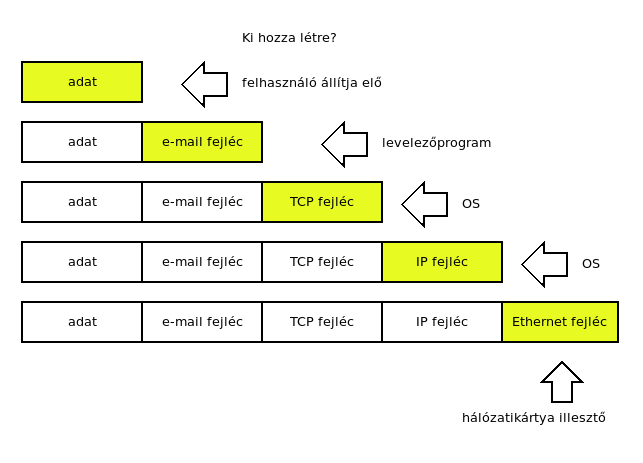 Ki hozza létre?
adat felhasználó állítja elő
adat e-mail fejléc levelezőprogram
adat e-mail fejléc TCP fejléc OS
adat e-mail fejléc TCP fejléc IP fejléc OS
adat e-mail fejléc TCP fejléc IP fejléc Ethernet fejléc
hálózatikártya illesztő